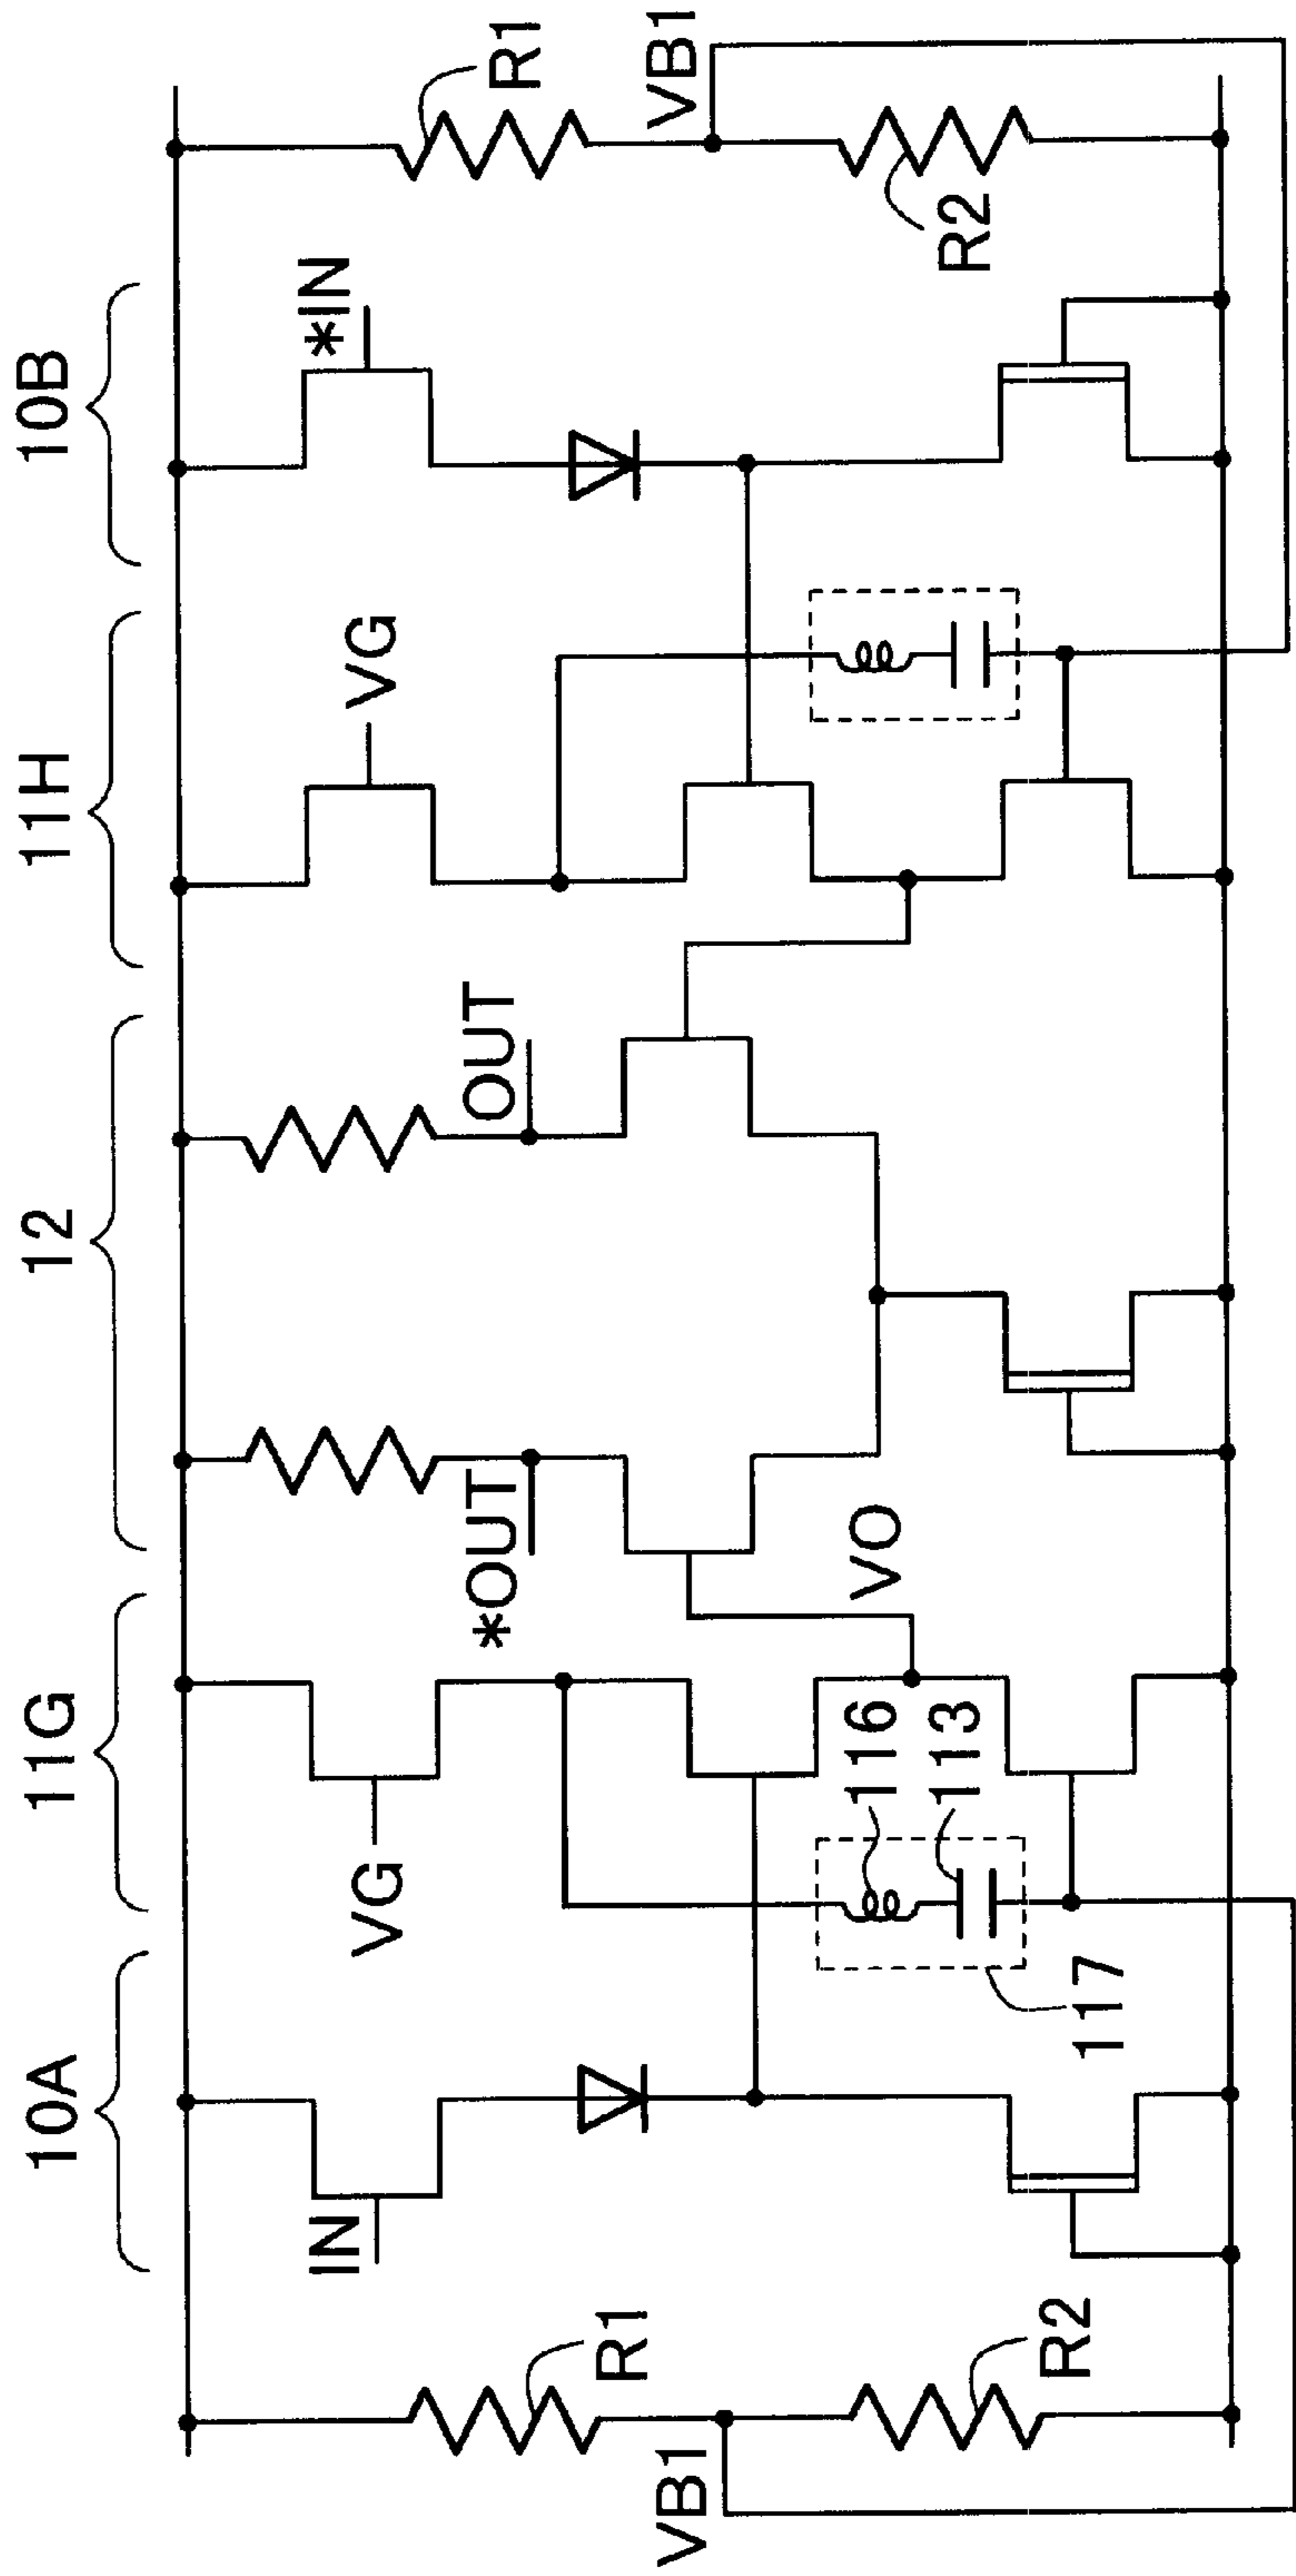 10A
11G
12
11H
10B
IN
VG
*OUT
OUT
VG
*IN
R1
R1
VB1
116
113
VO
VB1
R2
117
R2